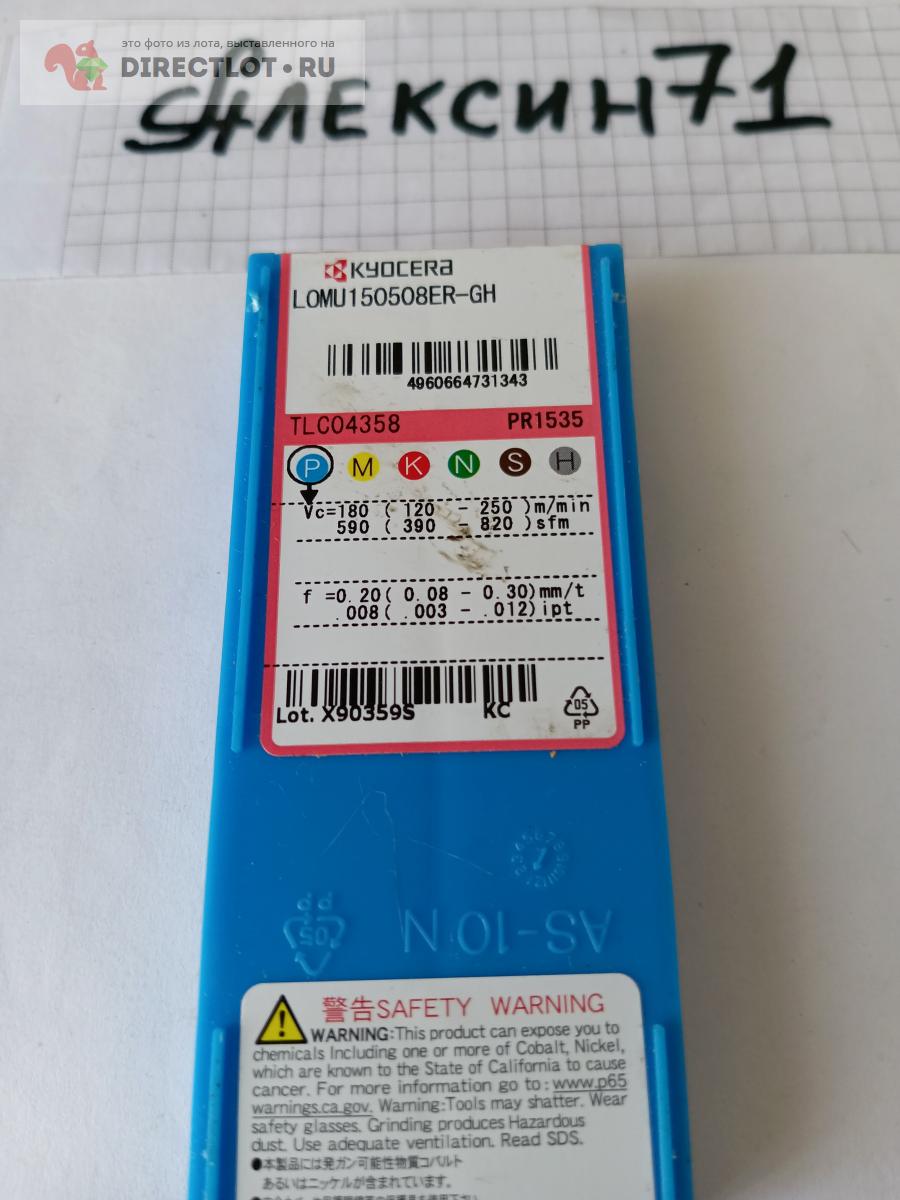 это фото из лота, выставленного на
DIRECTLOT•RU
АЛЕКСИН71
KYOCERa
LOMU150508ER-GH
4960664731343
TLC04358 PR1535
P M K N S H
Vc=180 ( 120 - 250 )m/min
590 ( 390 - 820 )sfm
f =0.20( 0.08 - 0.30)mm/t
.008( .003 - .012)ipt
Lot. X90359S KC
05
PP
AS-10N
05
PP
警告SAFETY WARNING
WARNING:This product can expose you to
chemicals Including one or more of Cobalt, Nickel,
which are known to the State of California to cause
cancer. For more information go to : www.p65
warnings.ca.gov. Warning:Tools may shatter. Wear
safety glasses. Grinding produces Hazardous
dust. Use adequate ventilation. Read SDS.
●本製品には発ガン可能性物質コバルト
あるいはニッケルが含まれています。